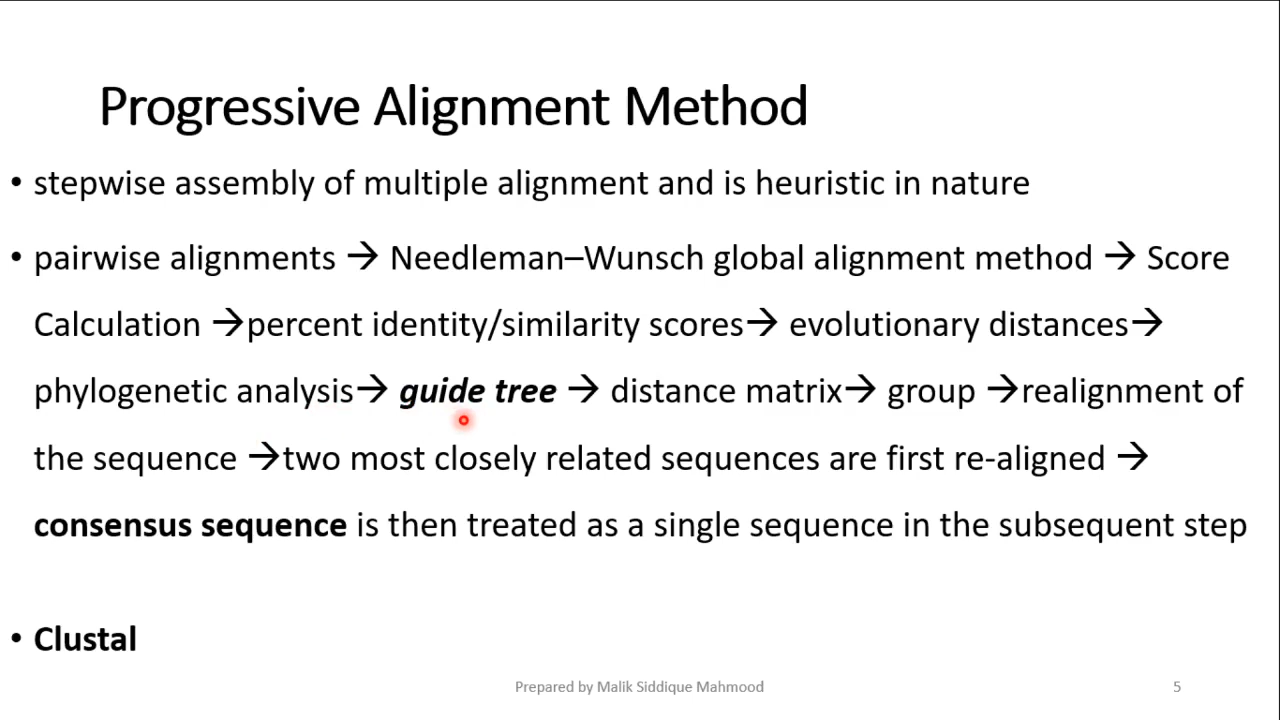 Progressive Alignment Method
• stepwise assembly of multiple alignment and is heuristic in nature
• pairwise alignments → Needleman–Wunsch global alignment method → Score
Calculation →percent identity/similarity scores→ evolutionary distances→
phylogenetic analysis→ guide tree → distance matrix→ group →realignment of
the sequence →two most closely related sequences are first re-aligned →
consensus sequence is then treated as a single sequence in the subsequent step
• Clustal
Prepared by Malik Siddique Mahmood
5